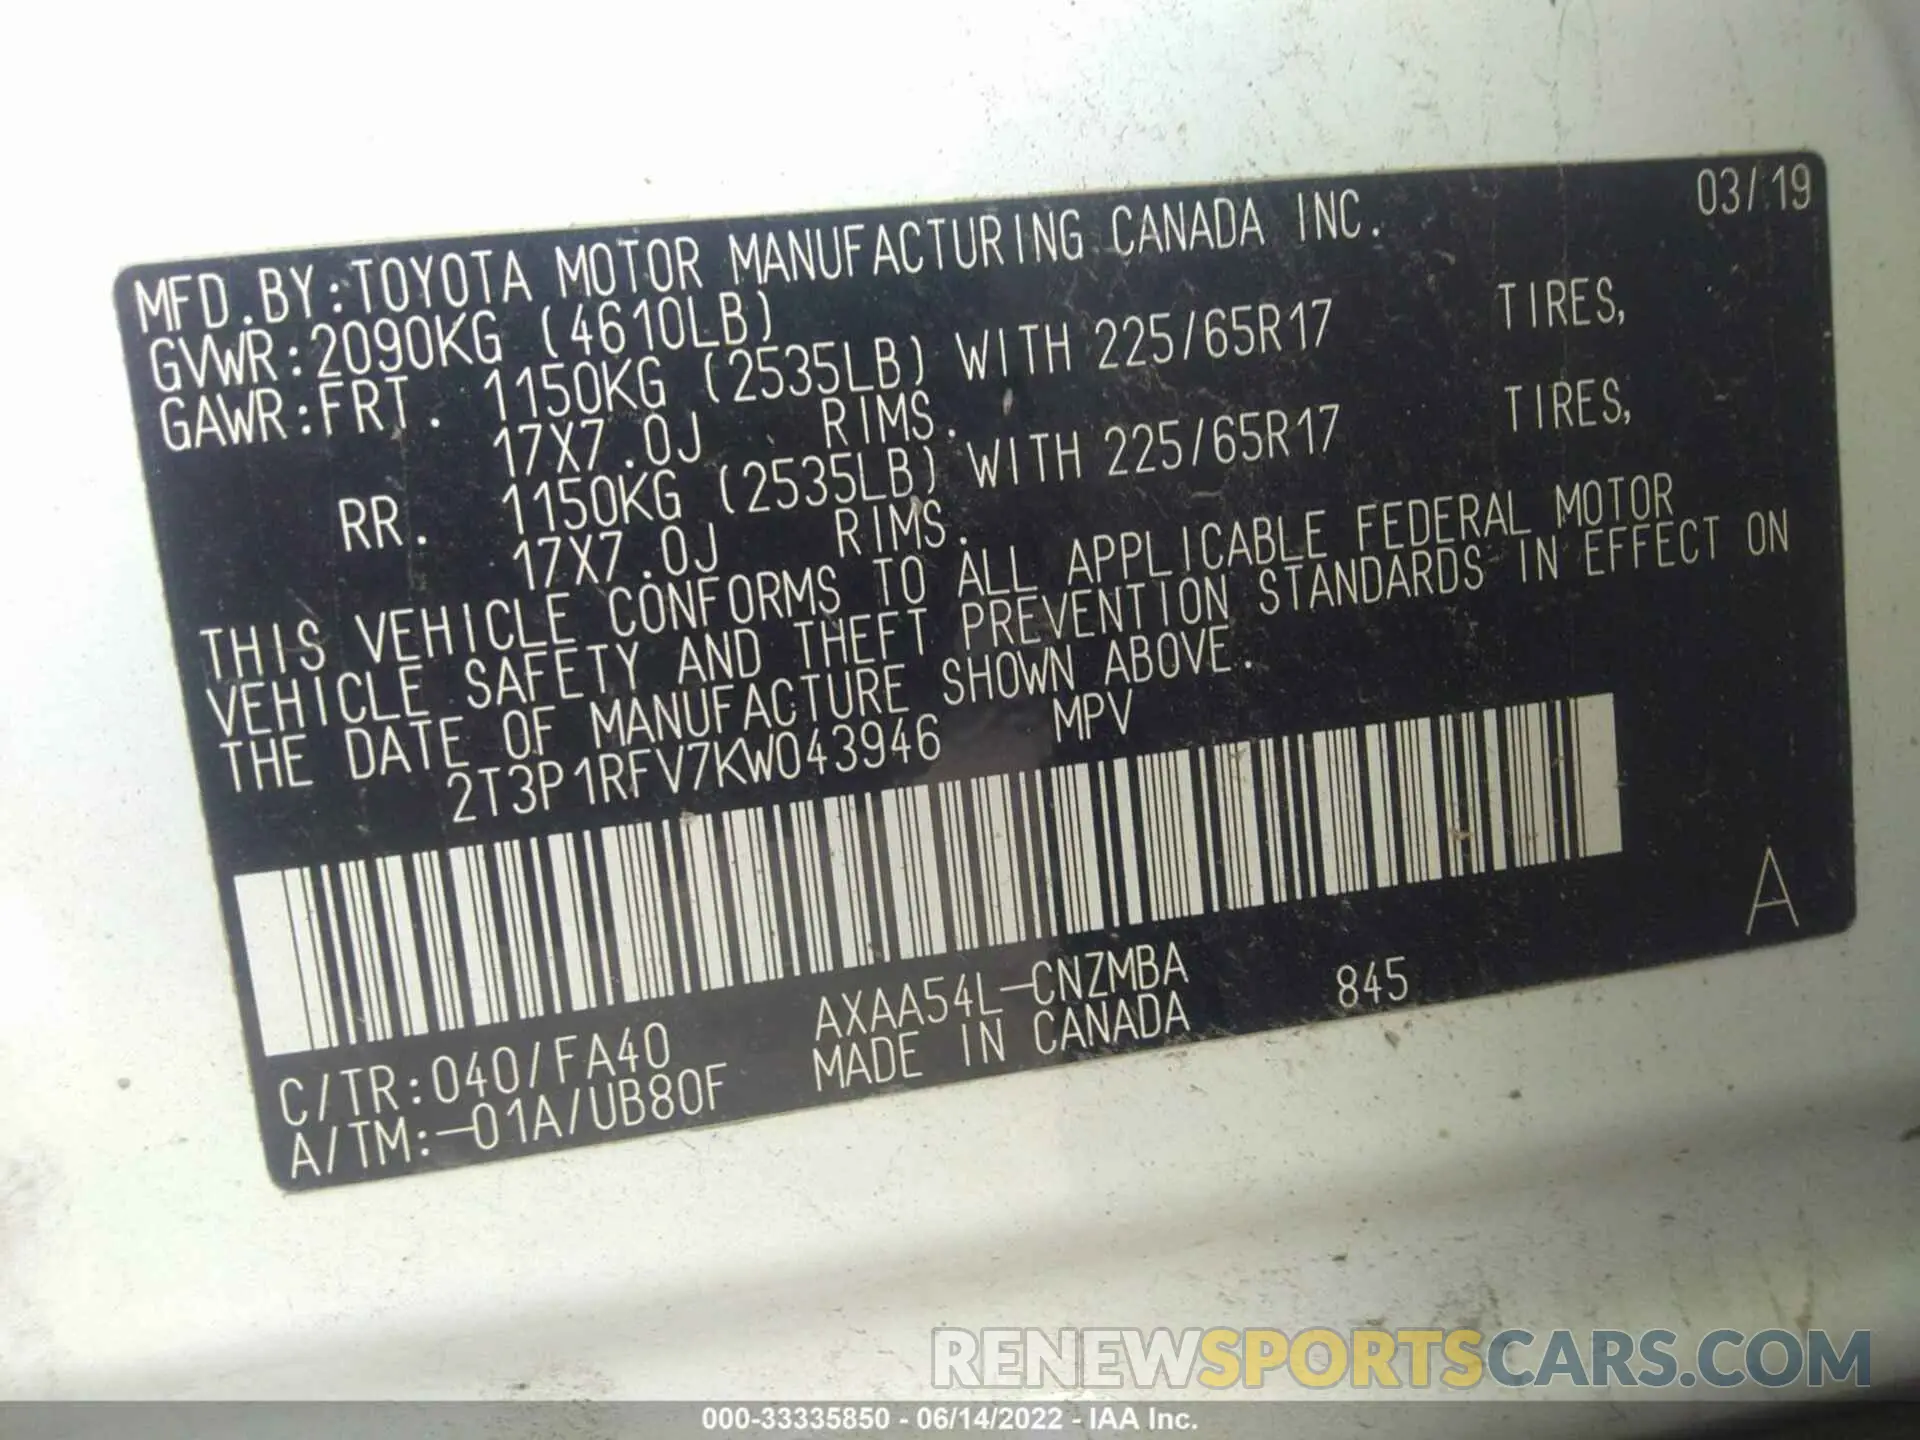 03/19
MFD.BY:TOYOTA MOTOR MANUFACTURING CANADA INC.
GVWR:2090KG (4610LB)
GAWR:FRT. 1150KG (2535LB) WITH 225/65R17 TIRES,
17X7.0J RIMS.
RR. 1150KG (2535LB) WITH 225/65R17 TIRES,
17X7.0J RIMS.
THIS VEHICLE CONFORMS TO ALL APPLICABLE FEDERAL MOTOR
VEHICLE SAFETY AND THEFT PREVENTION STANDARDS IN EFFECT ON
THE DATE OF MANUFACTURE SHOWN ABOVE.
2T3P1RFV7KW043946 MPV
A
C/TR:040/FA40 AXAA54L-CNZMBA 845
A/TM:-01A/UB80F MADE IN CANADA
RENEWSPORTSCARS.COM
000-33335850 - 06/14/2022 - IAA Inc.